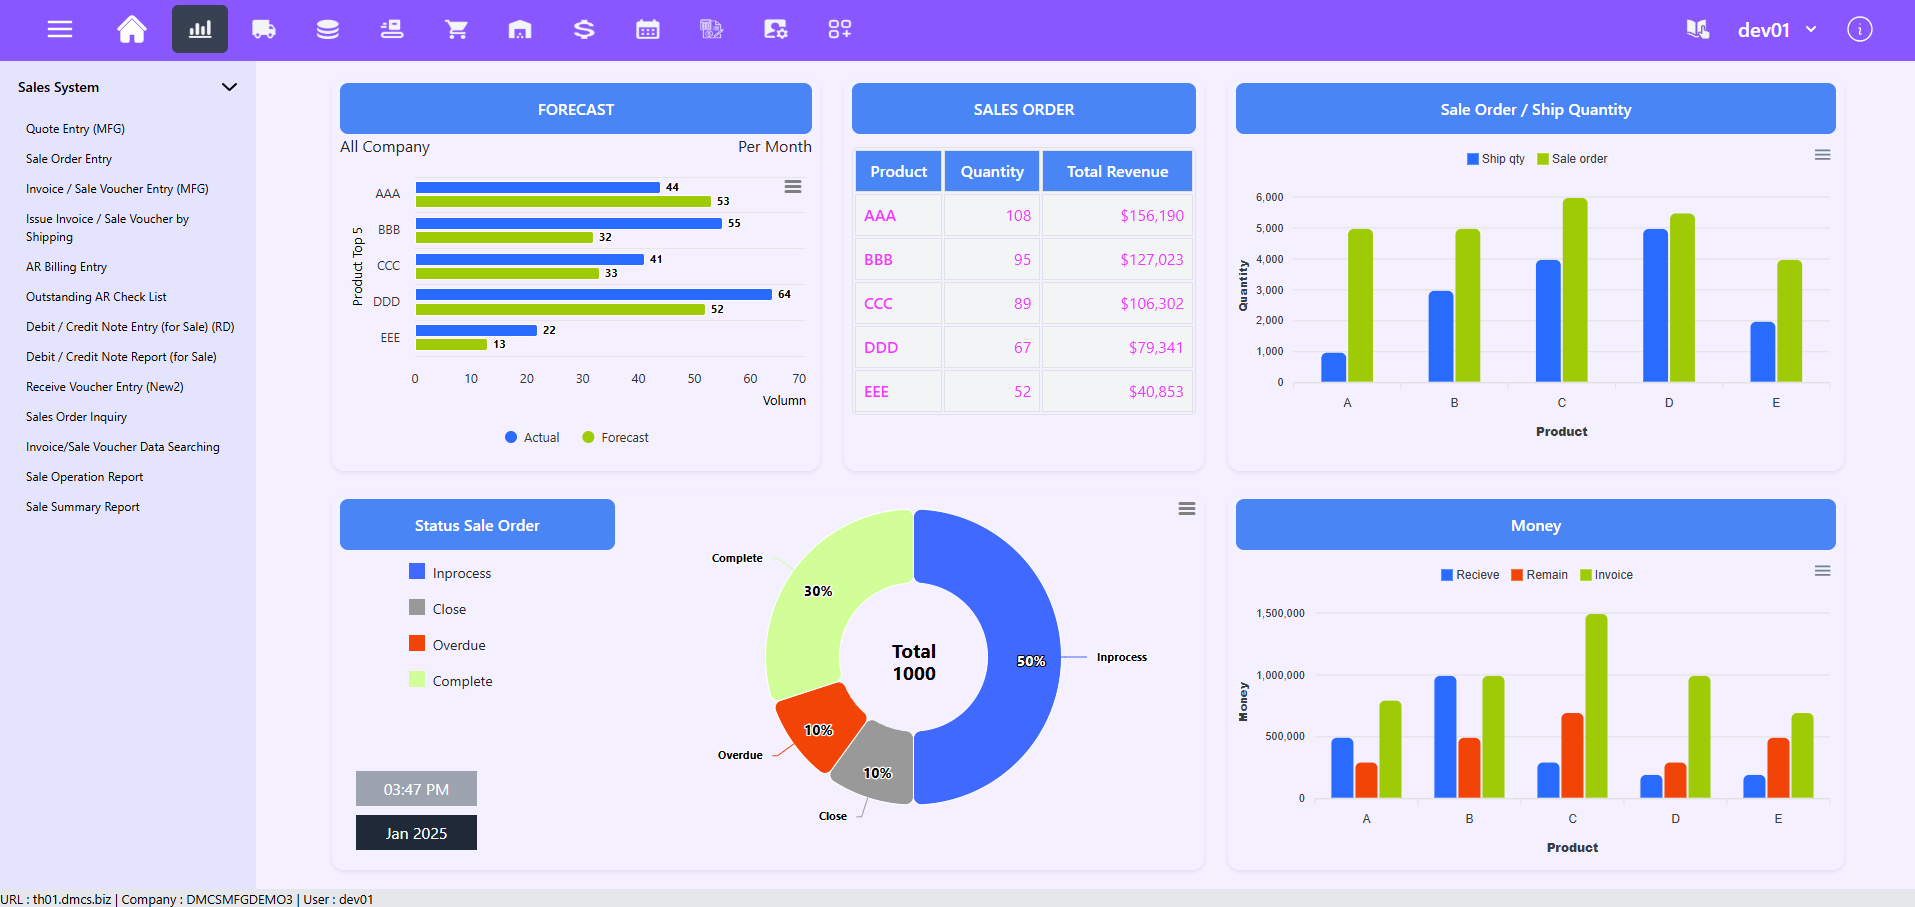 dev01
Sales System
Quote Entry (MFG)
Sale Order Entry
Invoice / Sale Voucher Entry (MFG)
Issue Invoice / Sale Voucher by
Shipping
AR Billing Entry
Outstanding AR Check List
Debit / Credit Note Entry (for Sale) (RD)
Debit / Credit Note Report (for Sale)
Receive Voucher Entry (New2)
Sales Order Inquiry
Invoice/Sale Voucher Data Searching
Sale Operation Report
Sale Summary Report
FORECAST
All Company Per Month
Product Top 5
AAA 44 53
BBB 55 32
CCC 41 33
DDD 64 52
EEE 22 13
0 10 20 30 40 50 60 70
Volumn
Actual Forecast
SALES ORDER
Product Quantity Total Revenue
AAA 108 $156,190
BBB 95 $127,023
CCC 89 $106,302
DDD 67 $79,341
EEE 52 $40,853
Sale Order / Ship Quantity
Ship qty Sale order
Quantity
6,000
5,000
4,000
3,000
2,000
1,000
0
A B C D E
Product
Status Sale Order
Inprocess
Close
Overdue
Complete
03:47 PM
Jan 2025
Complete
30%
Total
1000
50% Inprocess
10%
Overdue
10%
Close
Money
Recieve Remain Invoice
Money
1,500,000
1,000,000
500,000
0
A B C D E
Product
URL : th01.dmcs.biz | Company : DMCSMFGDEMO3 | User : dev01